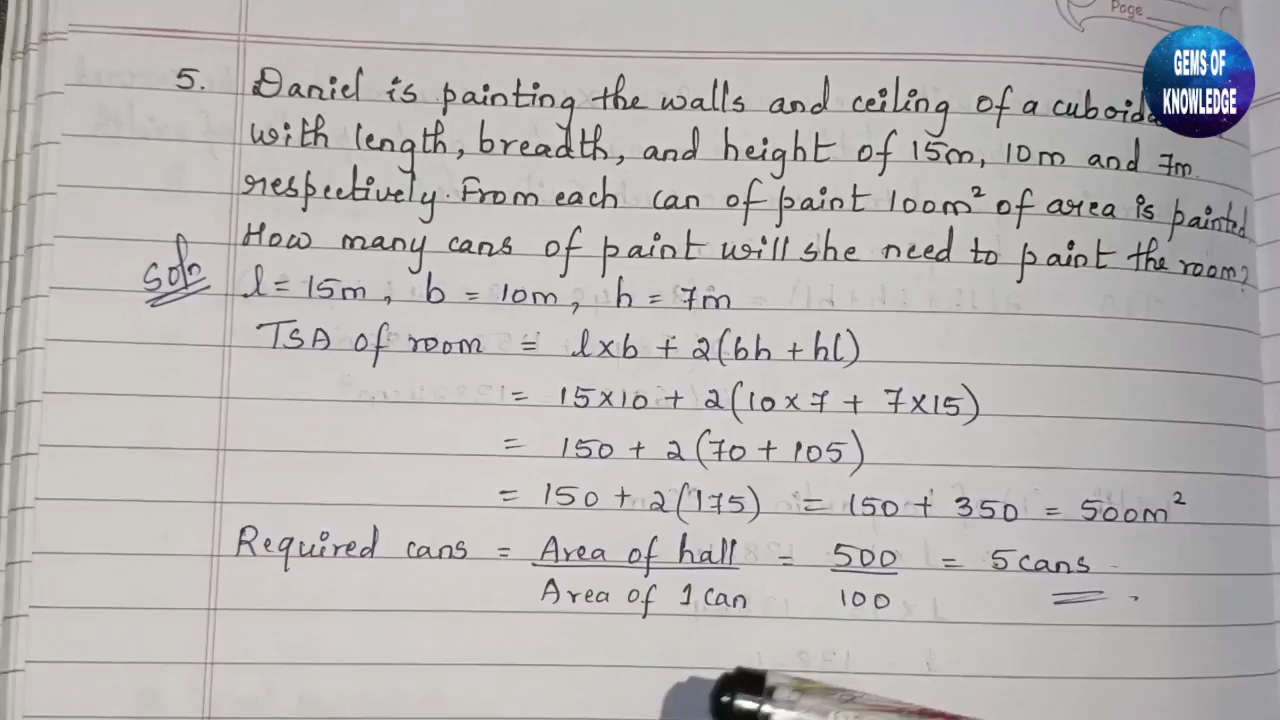 Page
GEMS OF
KNOWLEDGE
5. Daniel is painting the walls and ceiling of a cuboida
with length, breadth, and height of 15m, 10m and 7m
respectively. From each can of paint 100m² of area is painted.
How many cans of paint will she need to paint the room?
Soln l = 15m, b = 10m, h = 7m
TSA of room = l×b + 2(bh + hl)
= 15×10 + 2(10×7 + 7×15)
= 150 + 2(70 + 105)
= 150 + 2(175) = 150 + 350 = 500m²
Required cans = Area of hall / Area of 1 can = 500 / 100 = 5 cans.